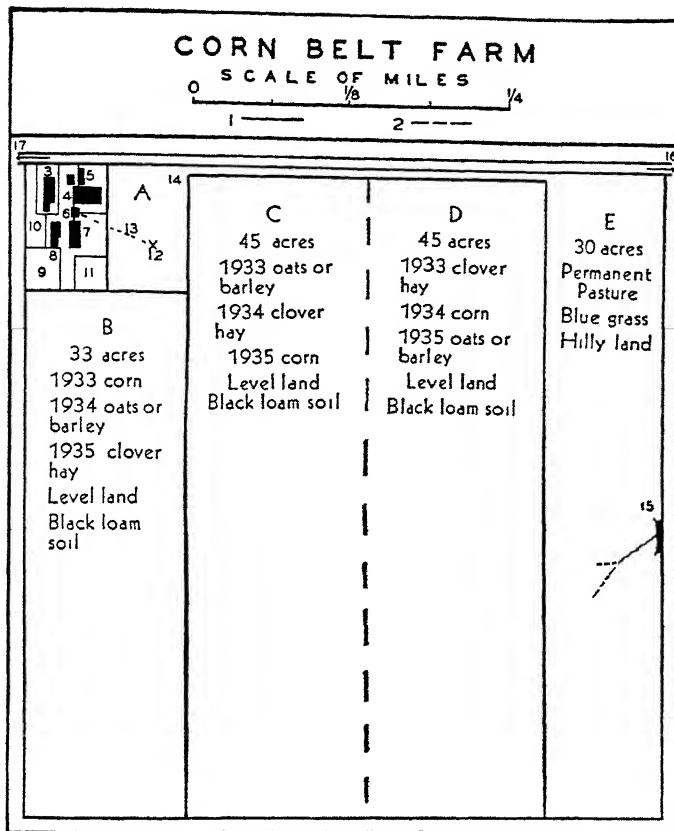 CORN BELT FARM
SCALE OF MILES
0 1/8 1/4
1 2
17 16
3 5
4
6
10 7
8
9 11
A
13
12
14
B
33 acres
1933 corn
1934 oats or
barley
1935 clover
hay
Level land
Black loam
soil
C
45 acres
1933 oats or
barley
1934 clover
hay
1935 corn
Level land
Black loam soil
D
45 acres
1933 clover
hay
1934 corn
1935 oats or
barley
Level land
Black loam soil
E
30 acres
Permanent
Pasture
Blue grass
Hilly land
15